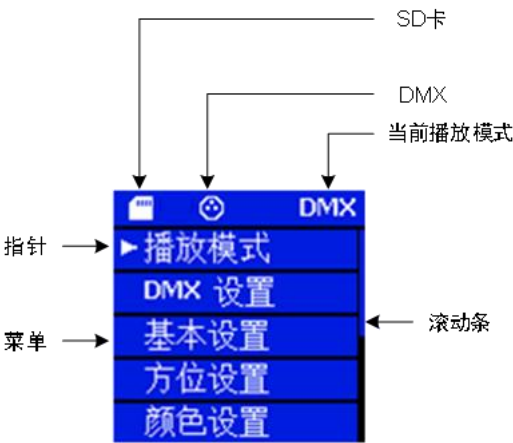 SD卡
DMX
当前播放模式
DMX
指针
播放模式
DMX 设置
菜单
基本设置
滚动条
方位设置
颜色设置